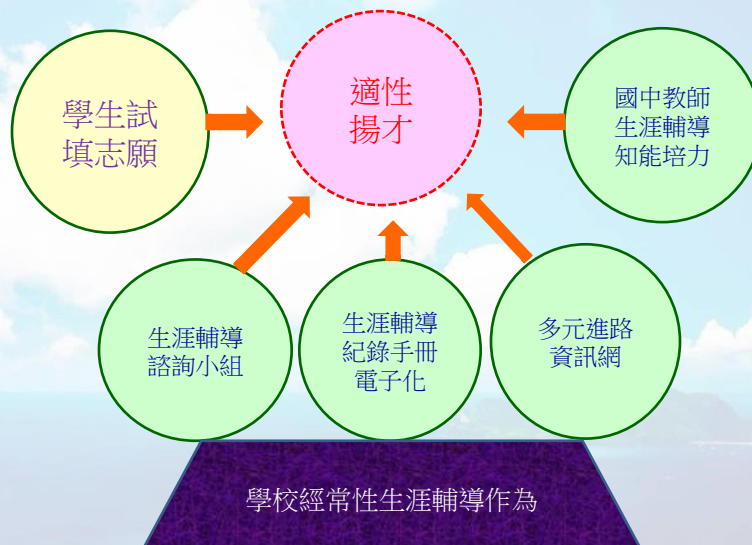 學生試
填志願
適性
揚才
國中教師
生涯輔導
知能培力
生涯輔導
諮詢小組
生涯輔導
紀錄手冊
電子化
多元進路
資訊網
學校經常性生涯輔導作為